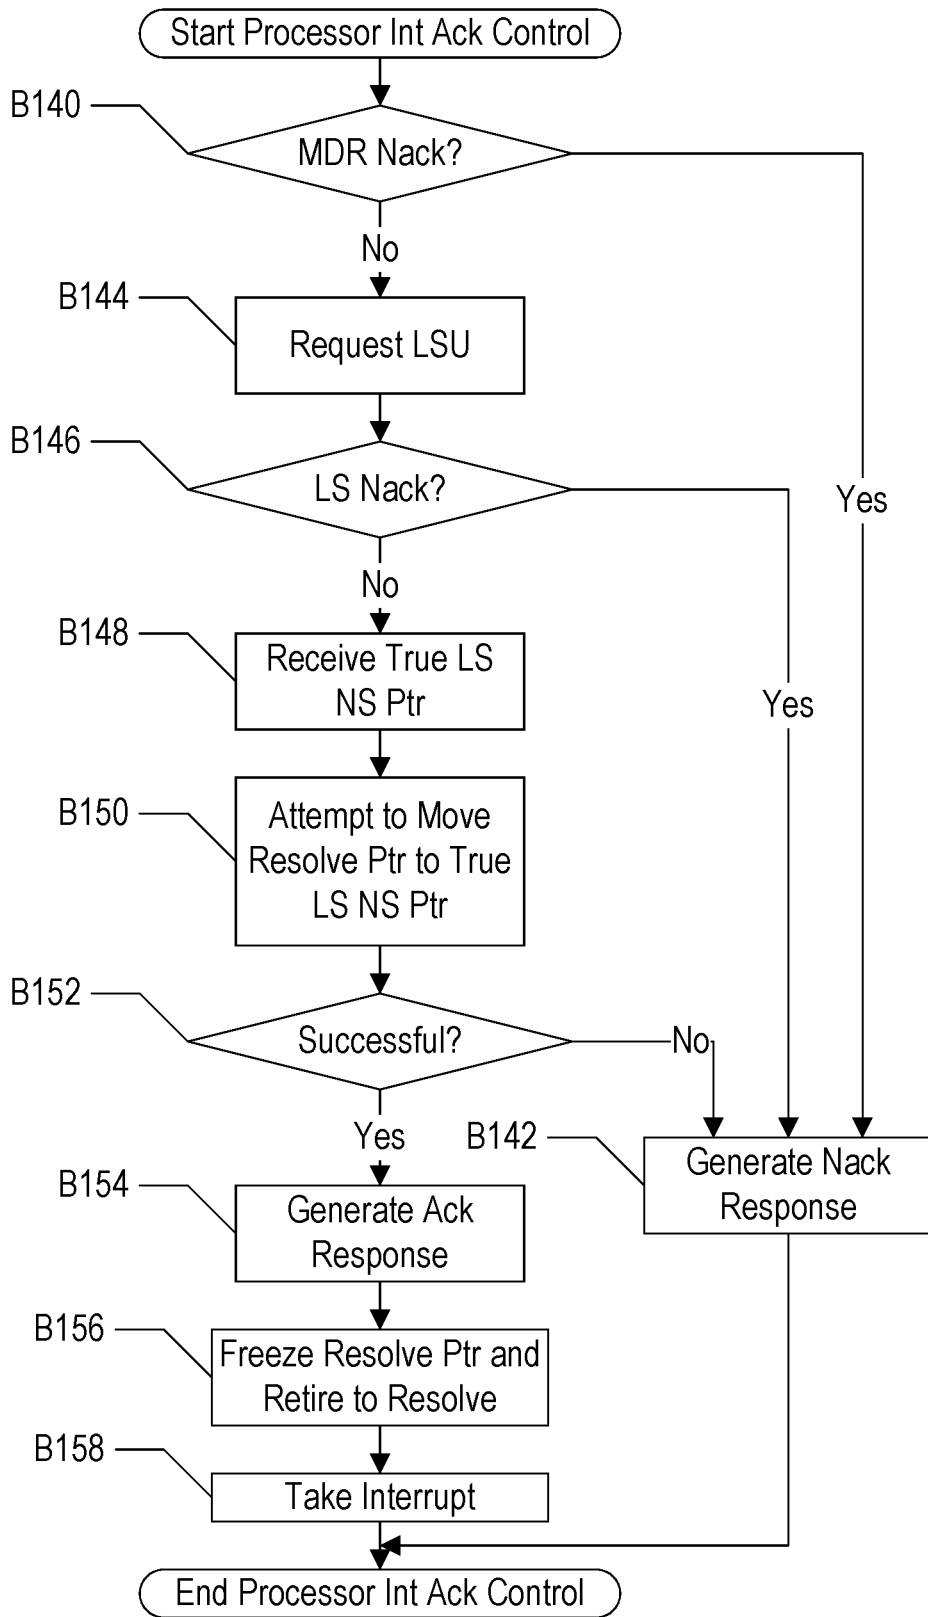 Start Processor Int Ack Control
B140
MDR Nack?
No
B144
Request LSU
B146
LS Nack?
Yes
No
B148
Receive True LS
NS Ptr
Yes
B150
Attempt to Move
Resolve Ptr to True
LS NS Ptr
B152
Successful?
No
Yes
B142
Generate Nack
Response
B154
Generate Ack
Response
B156
Freeze Resolve Ptr and
Retire to Resolve
B158
Take Interrupt
End Processor Int Ack Control